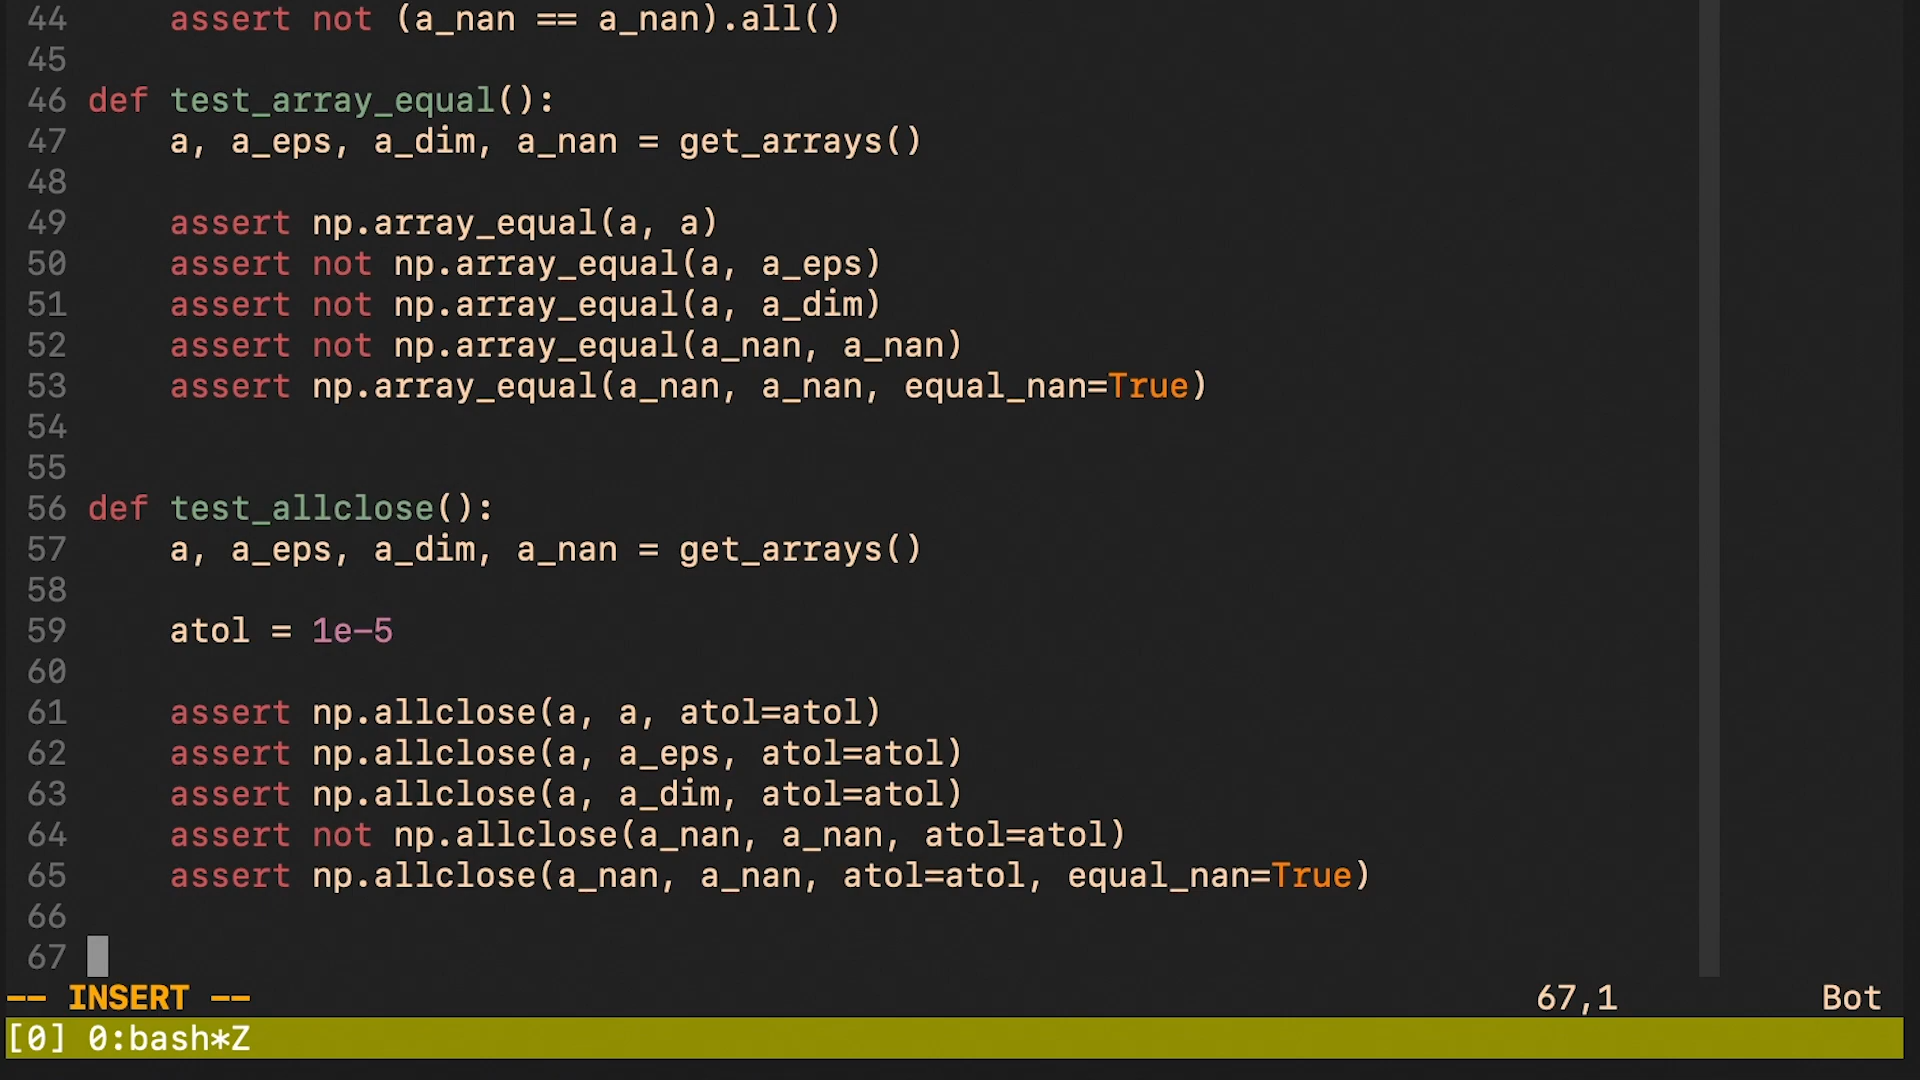 44     assert not (a_nan == a_nan).all()
45
46 def test_array_equal():
47     a, a_eps, a_dim, a_nan = get_arrays()
48
49     assert np.array_equal(a, a)
50     assert not np.array_equal(a, a_eps)
51     assert not np.array_equal(a, a_dim)
52     assert not np.array_equal(a_nan, a_nan)
53     assert np.array_equal(a_nan, a_nan, equal_nan=True)
54
55
56 def test_allclose():
57     a, a_eps, a_dim, a_nan = get_arrays()
58
59     atol = 1e-5
60
61     assert np.allclose(a, a, atol=atol)
62     assert np.allclose(a, a_eps, atol=atol)
63     assert np.allclose(a, a_dim, atol=atol)
64     assert not np.allclose(a_nan, a_nan, atol=atol)
65     assert np.allclose(a_nan, a_nan, atol=atol, equal_nan=True)
66
67
-- INSERT -- 67,1 Bot
[0] 0:bash*Z